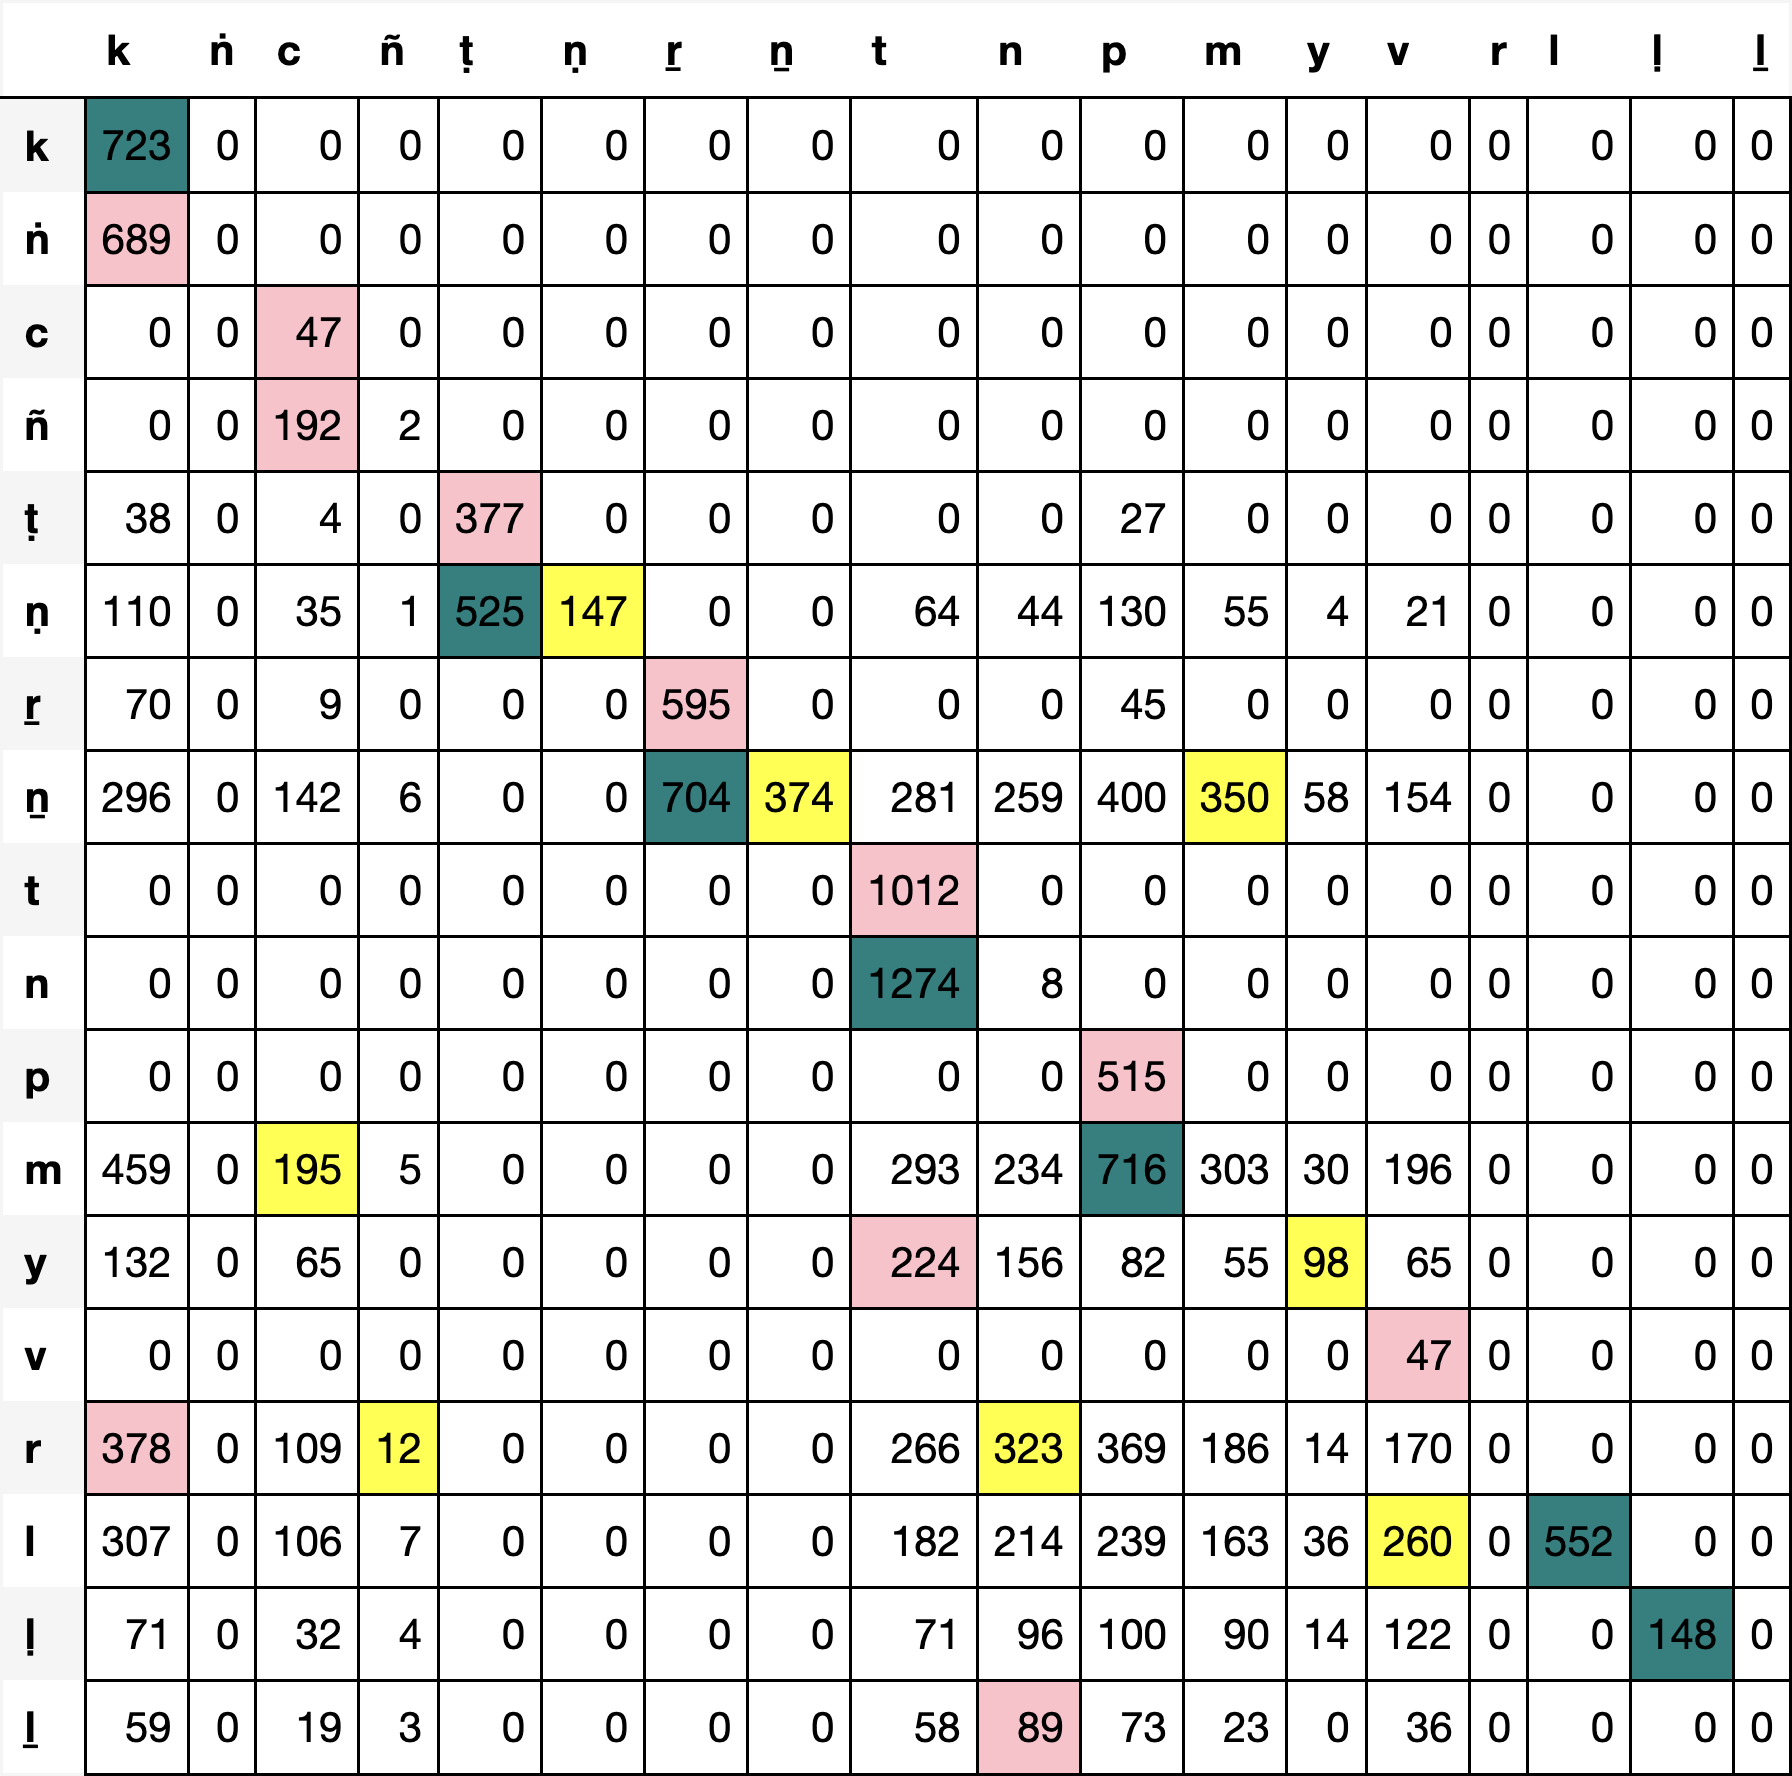 k ṅ c ñ ṭ ṇ ṟ ṉ t n p m y v r l ḷ ḻ
k 723 0 0 0 0 0 0 0 0 0 0 0 0 0 0 0 0 0
ṅ 689 0 0 0 0 0 0 0 0 0 0 0 0 0 0 0 0 0
c 0 0 47 0 0 0 0 0 0 0 0 0 0 0 0 0 0 0
ñ 0 0 192 2 0 0 0 0 0 0 0 0 0 0 0 0 0 0
ṭ 38 0 4 0 377 0 0 0 0 0 27 0 0 0 0 0 0 0
ṇ 110 0 35 1 525 147 0 0 64 44 130 55 4 21 0 0 0 0
ṟ 70 0 9 0 0 0 595 0 0 0 45 0 0 0 0 0 0 0
ṉ 296 0 142 6 0 0 704 374 281 259 400 350 58 154 0 0 0 0
t 0 0 0 0 0 0 0 0 1012 0 0 0 0 0 0 0 0 0
n 0 0 0 0 0 0 0 0 1274 8 0 0 0 0 0 0 0 0
p 0 0 0 0 0 0 0 0 0 0 515 0 0 0 0 0 0 0
m 459 0 195 5 0 0 0 0 293 234 716 303 30 196 0 0 0 0
y 132 0 65 0 0 0 0 0 224 156 82 55 98 65 0 0 0 0
v 0 0 0 0 0 0 0 0 0 0 0 0 0 47 0 0 0 0
r 378 0 109 12 0 0 0 0 266 323 369 186 14 170 0 0 0 0
l 307 0 106 7 0 0 0 0 182 214 239 163 36 260 0 552 0 0
ḷ 71 0 32 4 0 0 0 0 71 96 100 90 14 122 0 0 148 0
ḻ 59 0 19 3 0 0 0 0 58 89 73 23 0 36 0 0 0 0